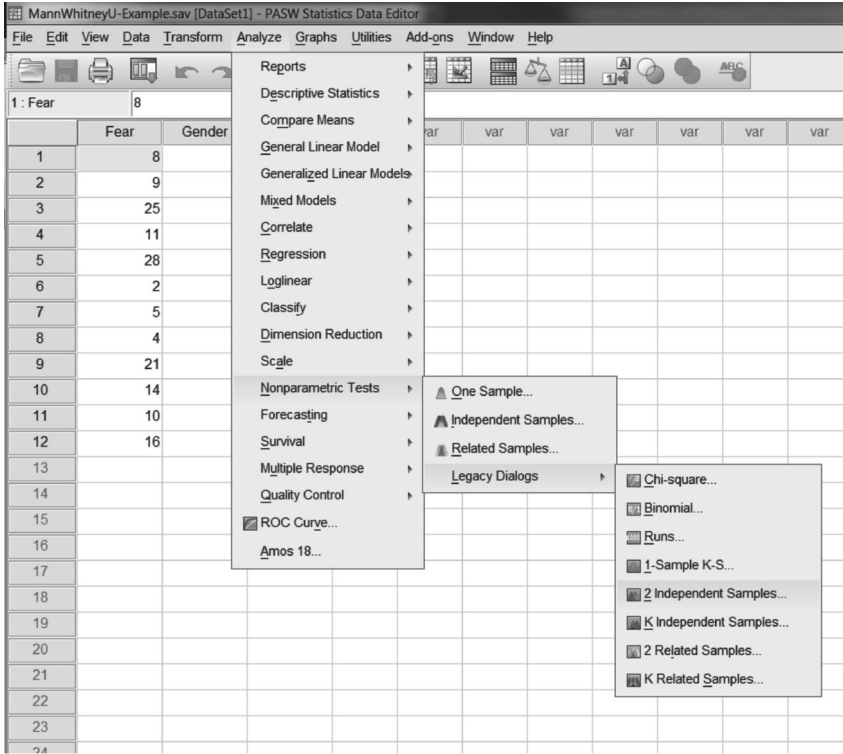 MannWhitneyU-Example.sav [DataSet1] - PASW Statistics Data Editor
File Edit View Data Transform Analyze Graphs Utilities Add-ons Window Help
1 : Fear 8
Fear Gender var var var var var var
1 8
2 9
3 25
4 11
5 28
6 2
7 5
8 4
9 21
10 14
11 10
12 16
13
14
15
16
17
18
19
20
21
22
23
24
Reports
Descriptive Statistics
Compare Means
General Linear Model
Generalized Linear Models
Mixed Models
Correlate
Regression
Loglinear
Classify
Dimension Reduction
Scale
Nonparametric Tests
Forecasting
Survival
Multiple Response
Quality Control
ROC Curve...
Amos 18...
One Sample...
Independent Samples...
Related Samples...
Legacy Dialogs
Chi-square...
Binomial...
Runs...
1-Sample K-S...
2 Independent Samples...
K Independent Samples...
2 Related Samples...
K Related Samples...